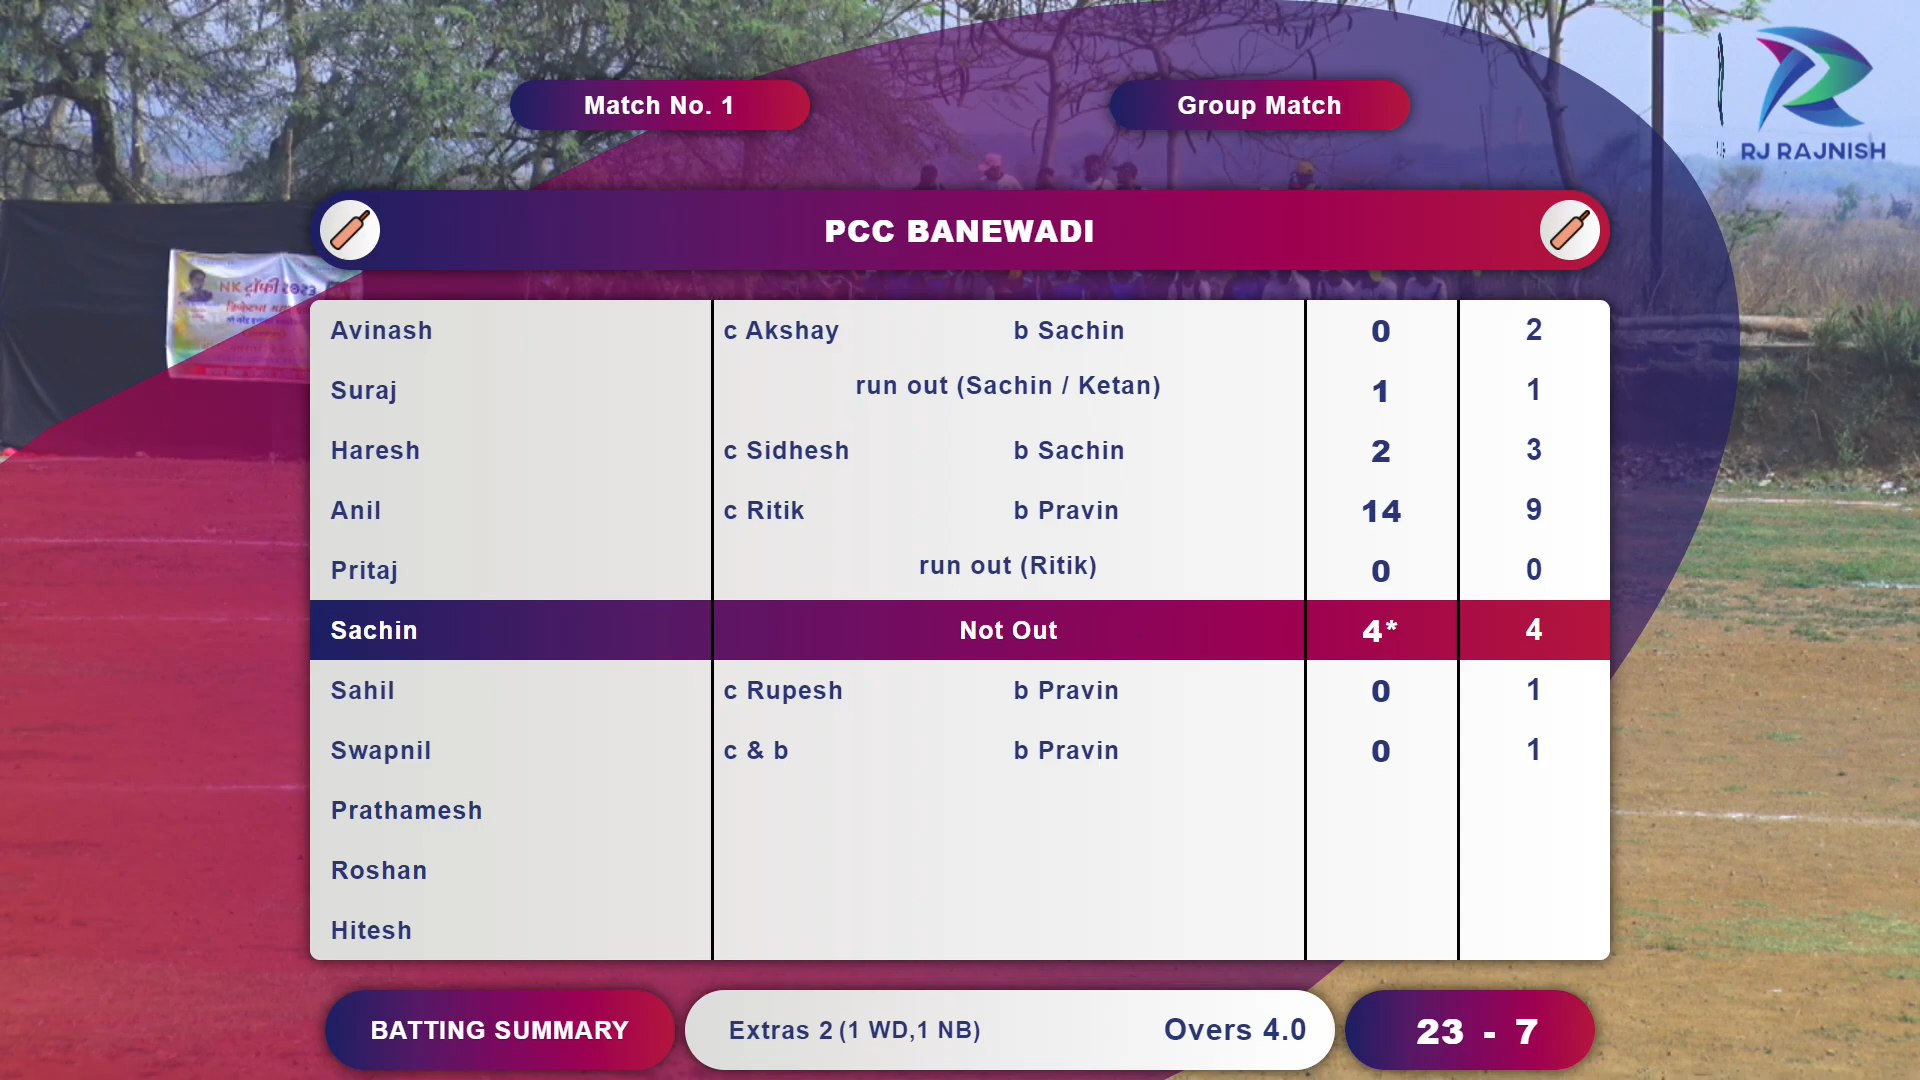 Match No. 1
Group Match
RJ RAJNISH
PCC BANEWADI
NK ट्रॉफी २०२३
Avinash c Akshay b Sachin 0 2
Suraj run out (Sachin / Ketan) 1 1
Haresh c Sidhesh b Sachin 2 3
Anil c Ritik b Pravin 14 9
Pritaj run out (Ritik) 0 0
Sachin Not Out 4* 4
Sahil c Rupesh b Pravin 0 1
Swapnil c & b b Pravin 0 1
Prathamesh
Roshan
Hitesh
BATTING SUMMARY Extras 2 (1 WD,1 NB) Overs 4.0 23 - 7